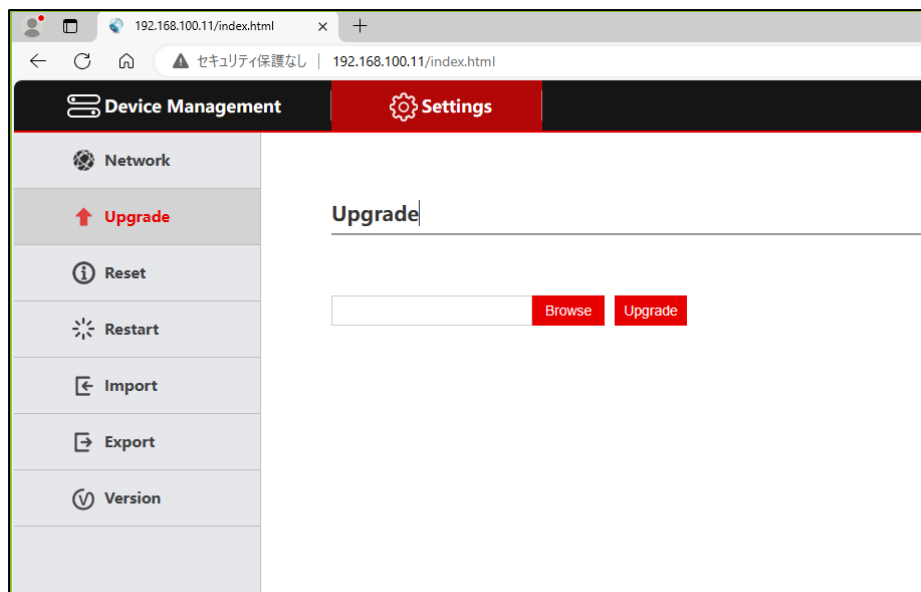 192.168.100.11/index.html
セキュリティ保護なし
192.168.100.11/index.html
Device Management
Settings
Network
Upgrade
Reset
Restart
Import
Export
Version
Upgrade
Browse
Upgrade